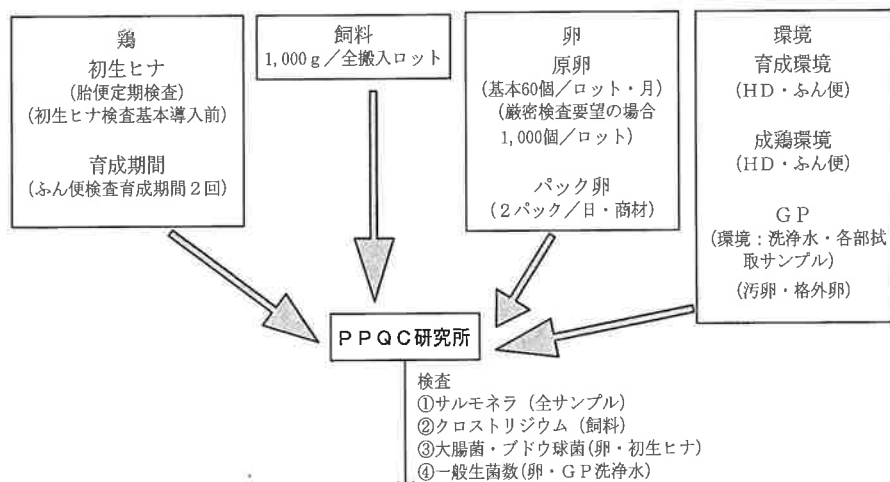 鶏
初生ヒナ
(胎便定期検査)
(初生ヒナ検査基本導入前)
育成期間
(ふん便検査育成期間２回)
飼料
1,000ｇ／全搬入ロット
卵
原卵
(基本60個／ロット・月)
(厳密検査要望の場合
1,000個／ロット)
パック卵
(２パック／日・商材)
環境
育成環境
(ＨＤ・ふん便)
成鶏環境
(ＨＤ・ふん便)
ＧＰ
(環境：洗浄水・各部拭
取サンプル)
(汚卵・格外卵)
ＰＰＱＣ研究所
検査
①サルモネラ（全サンプル）
②クロストリジウム（飼料）
③大腸菌・ブドウ球菌(卵・初生ヒナ)
④一般生菌数(卵・ＧＰ洗浄水)